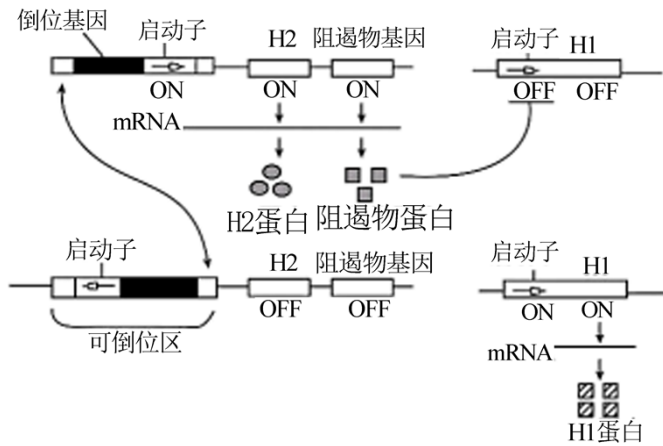 倒位基因
启动子
H2 阻遏物基因
启动子
H1
ON
ON
ON
OFF
OFF
mRNA
H2蛋白
阻遏物蛋白
启动子
H2 阻遏物基因
启动子
H1
OFF
OFF
ON
ON
可倒位区
mRNA
H1蛋白